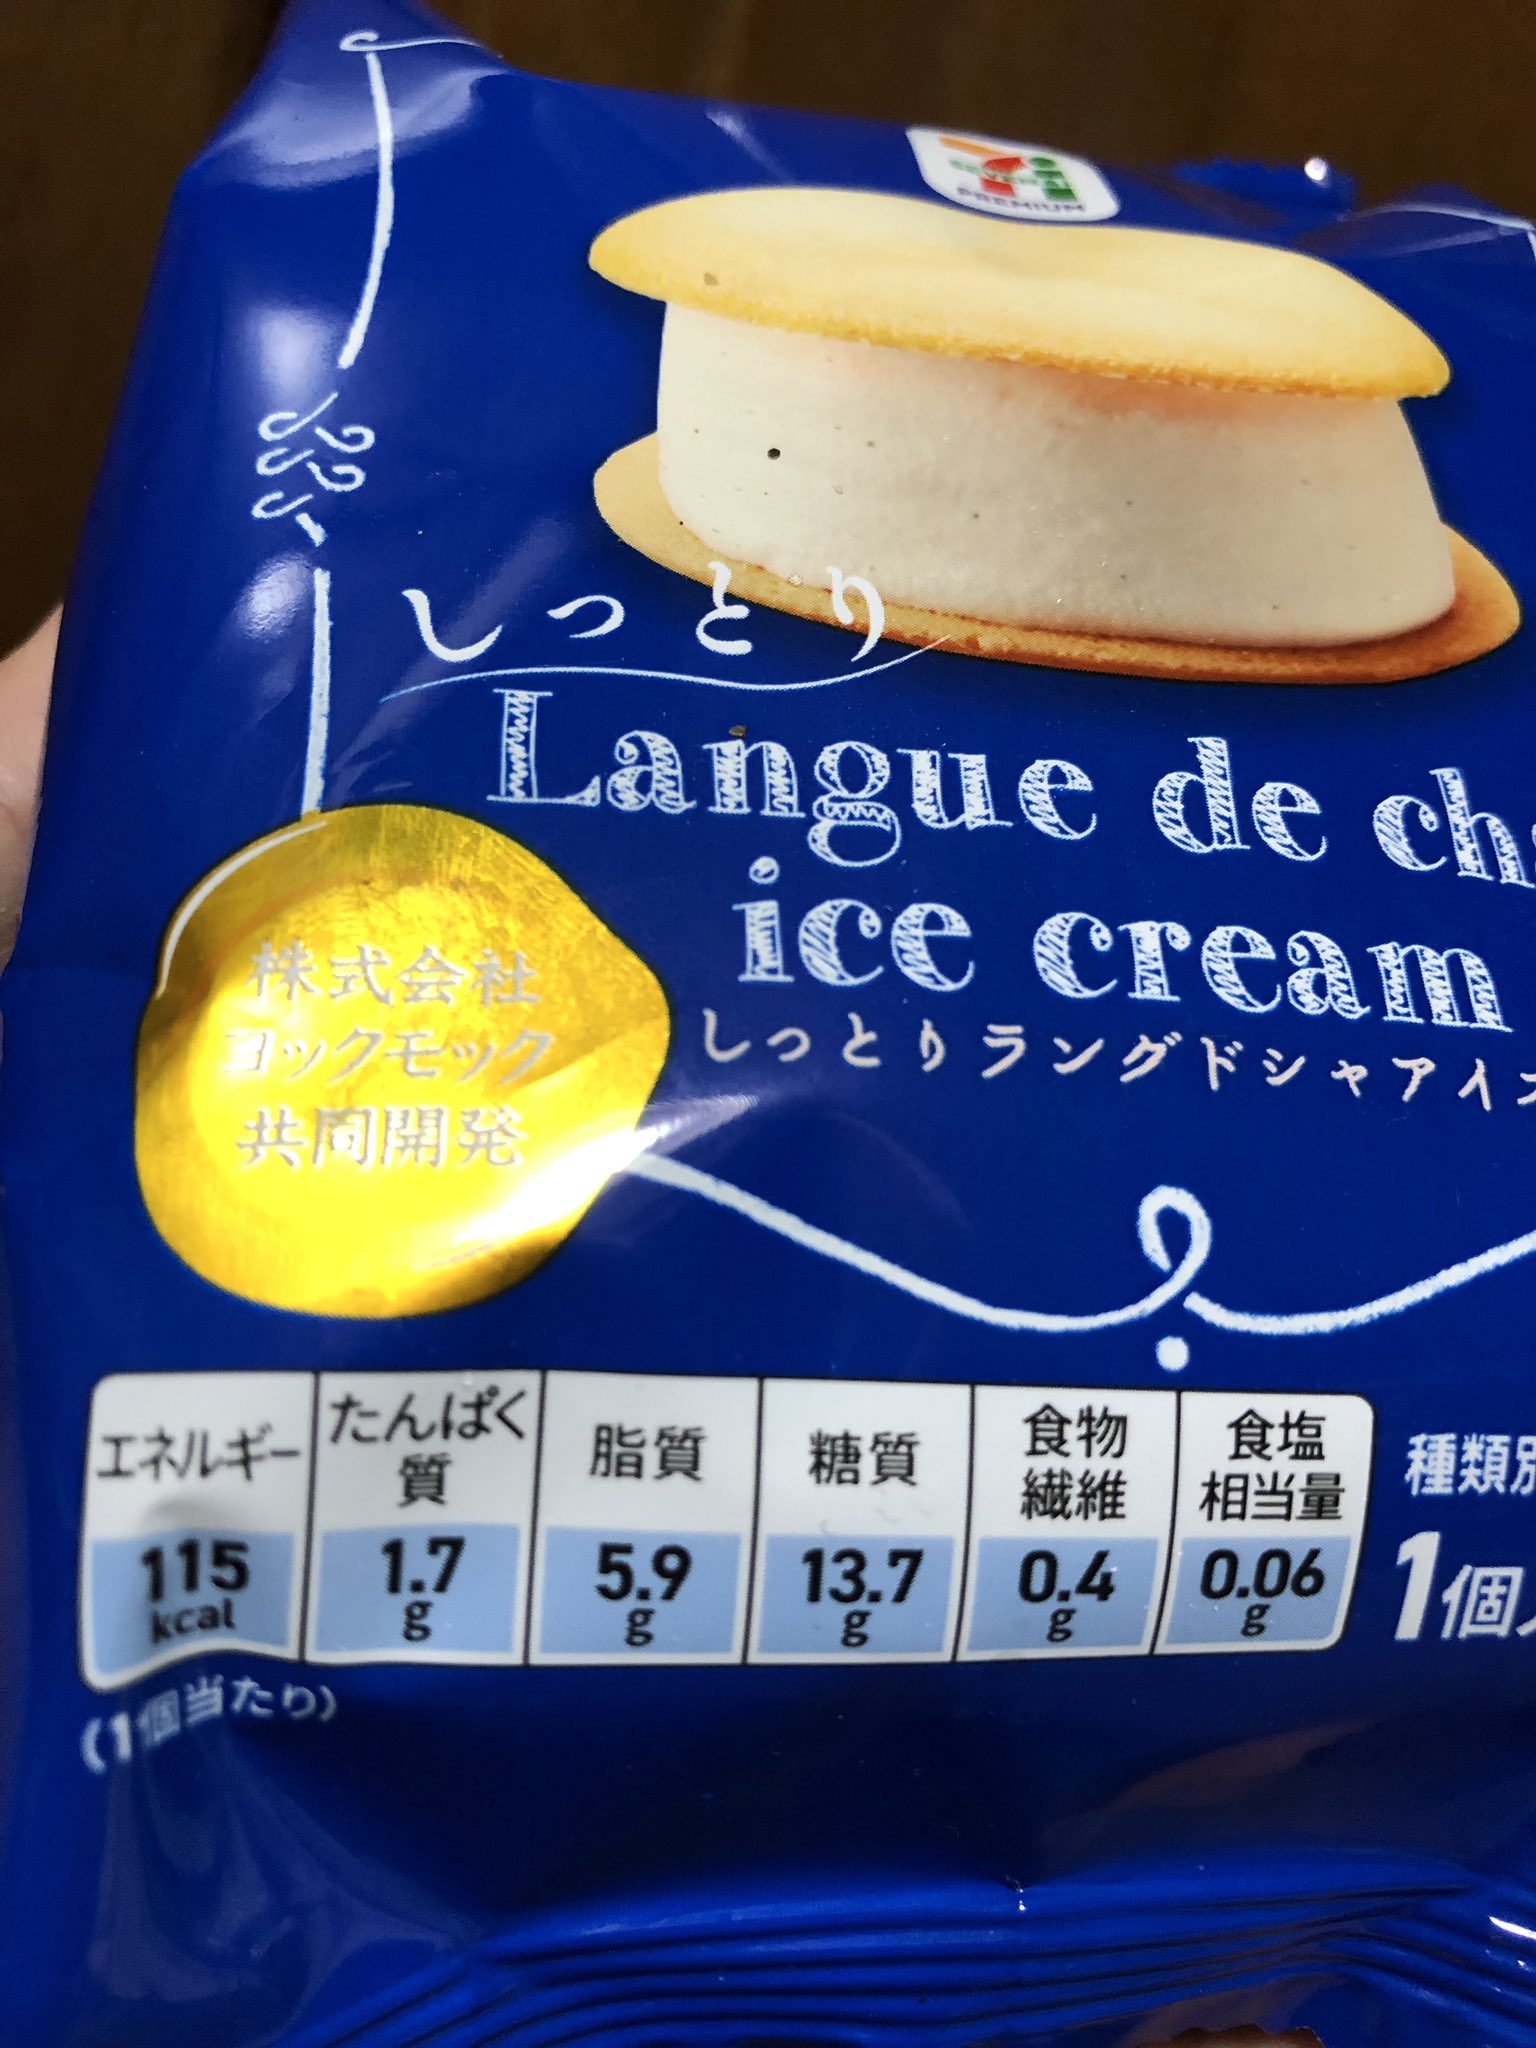 SEVEN
PREMIUM
しっとり
Langue de
ice cream
しっとりラングドシャアイ
株式会社
ヨックモック
共同開発
エネルギー
115
kcal
たんぱく
質
1.7
g
脂質
5.9
g
糖質
13.7
g
食物
繊維
0.4
g
食塩
相当量
0.06
g
(1個当たり)
種類別
1個